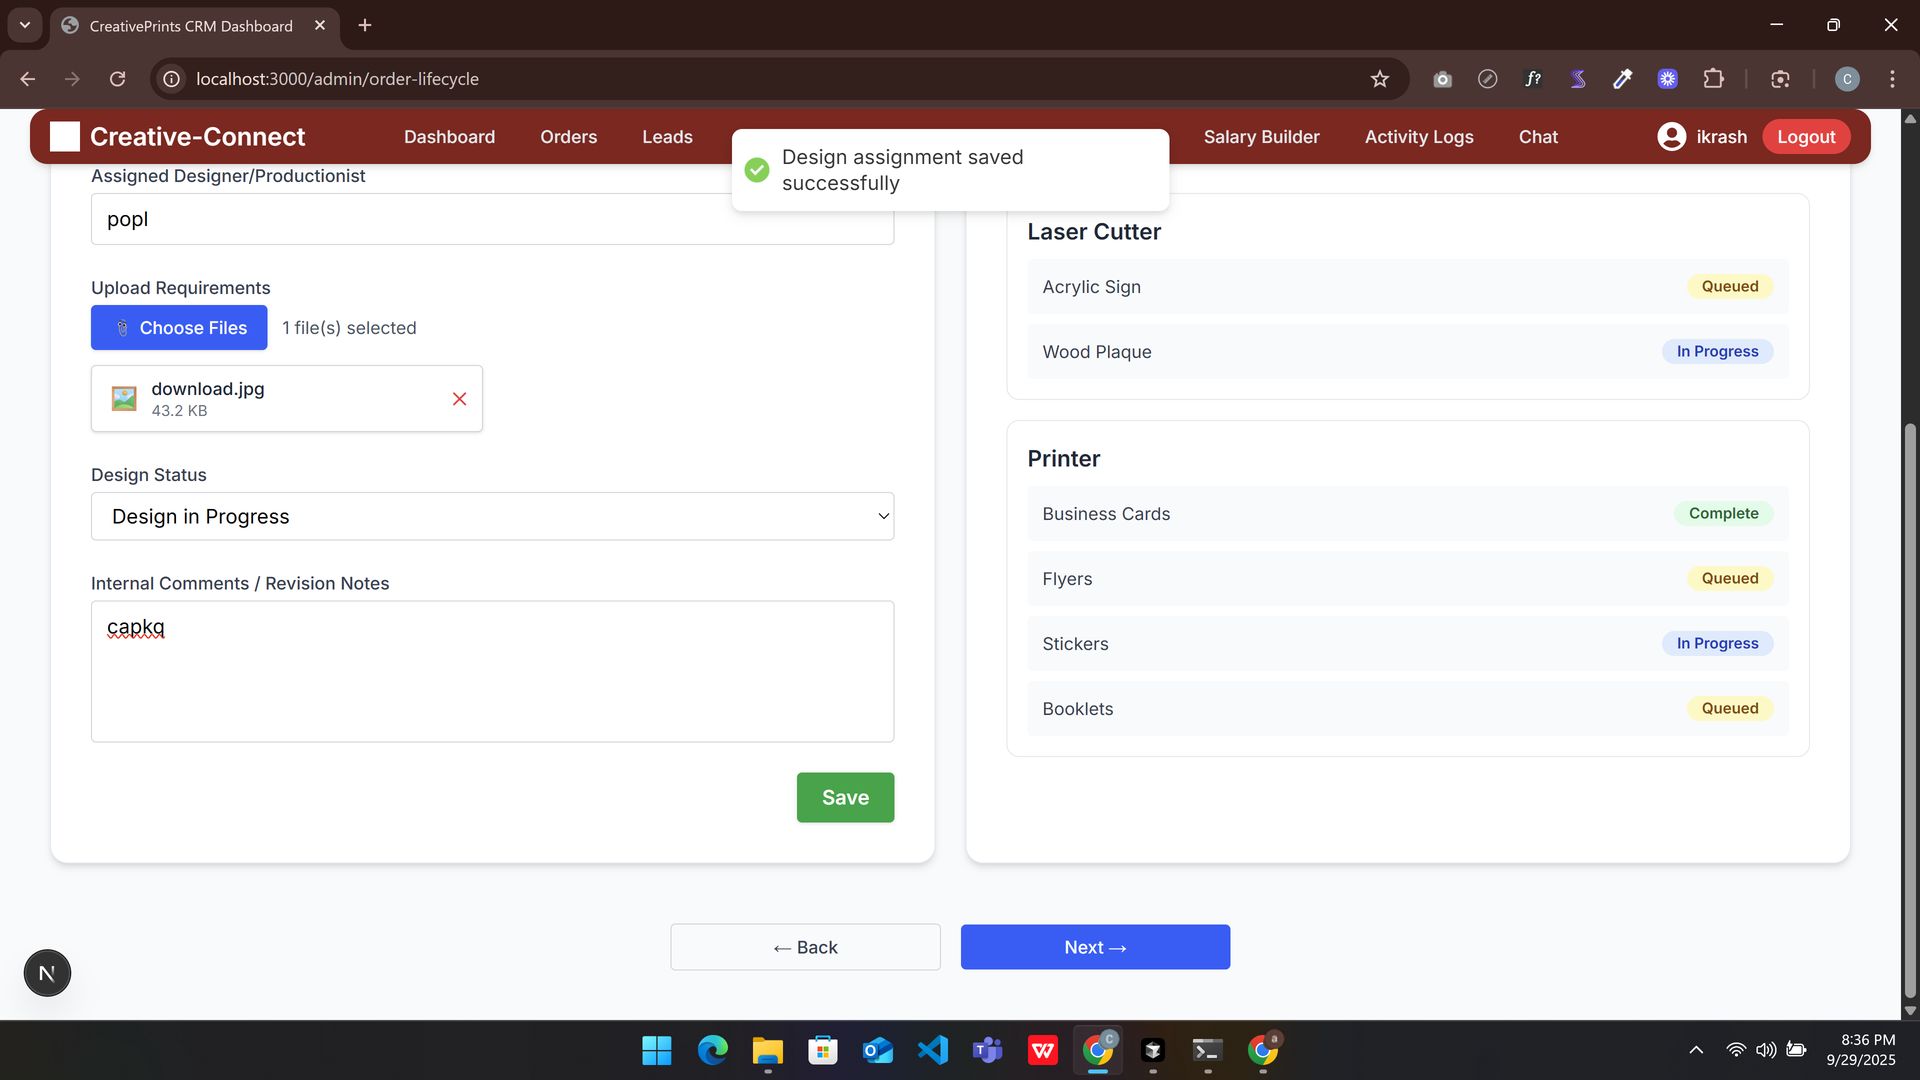 CreativePrints CRM Dashboard
localhost:3000/admin/order-lifecycle
f?
C
Creative-Connect
Dashboard
Orders
Leads
Salary Builder
Activity Logs
Chat
ikrash
Logout
Design assignment saved
successfully
Assigned Designer/Productionist
popl
Upload Requirements
Choose Files
1 file(s) selected
download.jpg
43.2 KB
Design Status
Design in Progress
Internal Comments / Revision Notes
capkq
Save
Laser Cutter
Acrylic Sign
Queued
Wood Plaque
In Progress
Printer
Business Cards
Complete
Flyers
Queued
Stickers
In Progress
Booklets
Queued
← Back
Next →
N
C
a
8:36 PM
9/29/2025